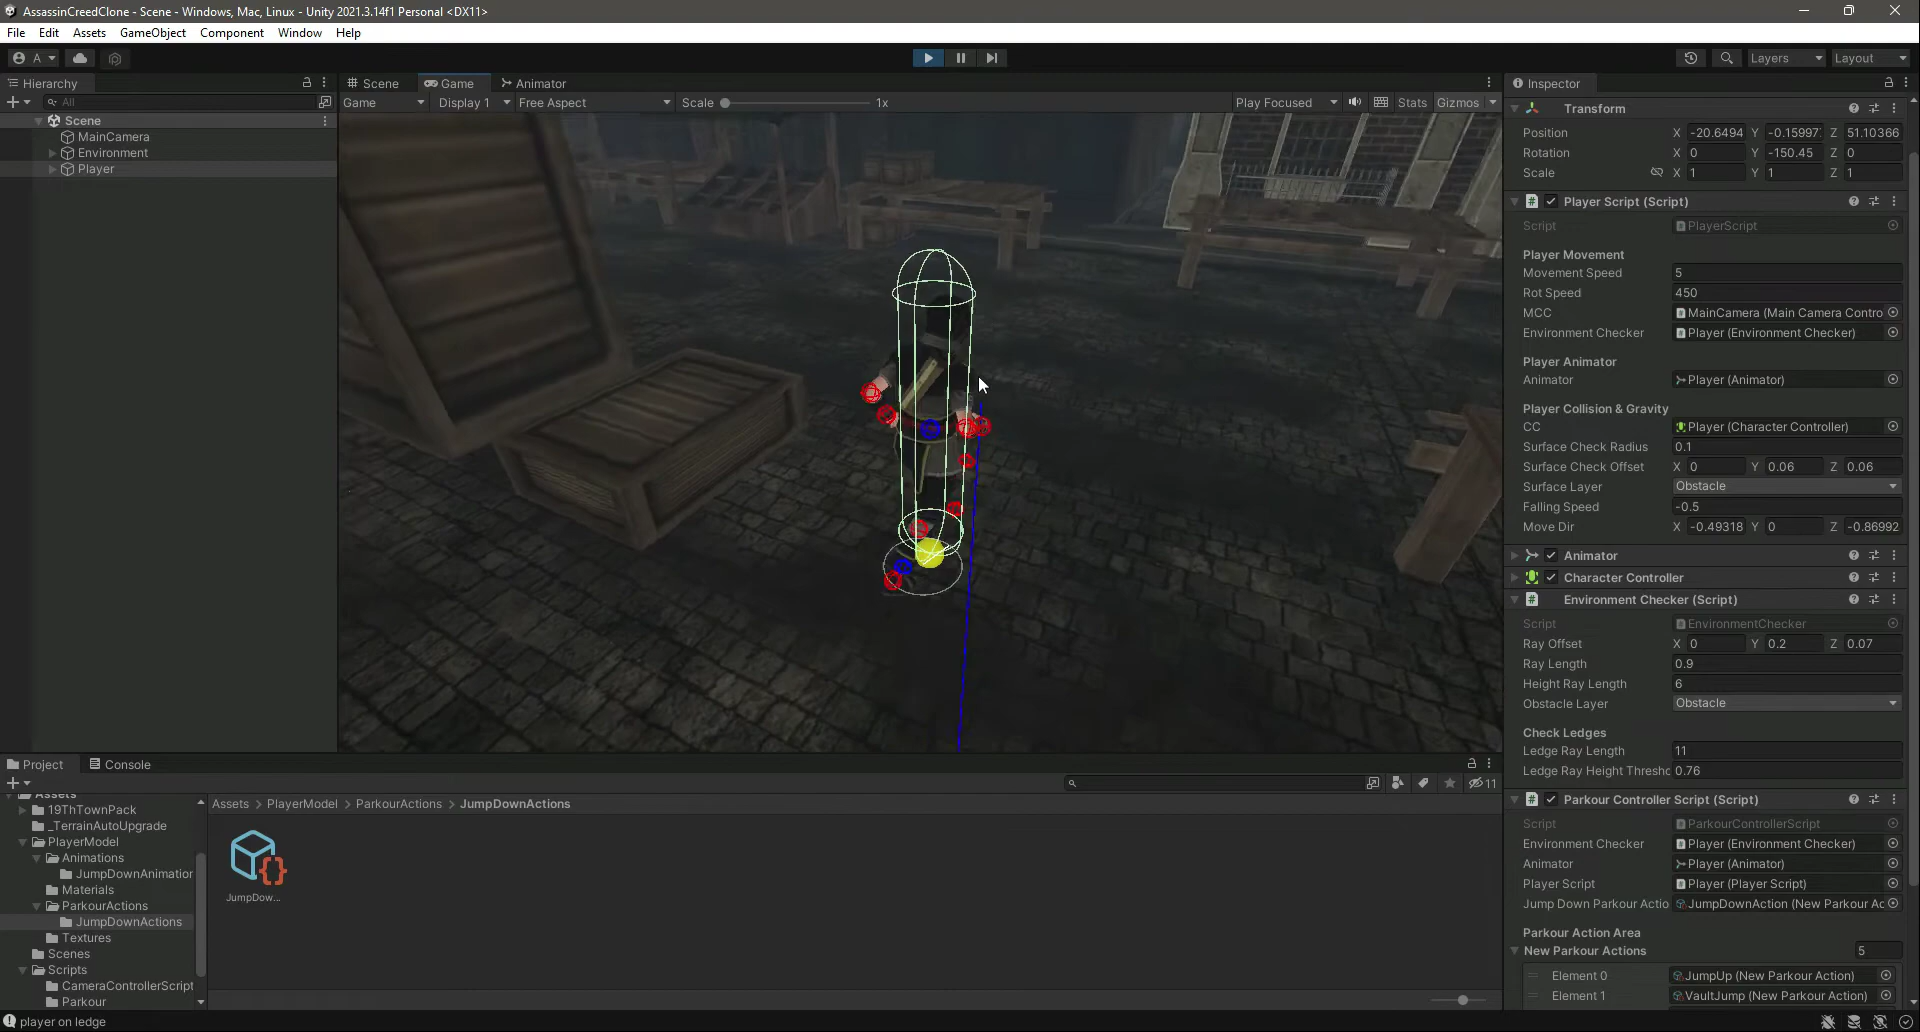 AssassinCreedClone - Scene - Windows, Mac, Linux - Unity 2021.3.14f1 Personal <DX11>
File Edit Assets GameObject Component Window Help
A Layers Layout
Hierarchy Scene Game Animator Inspector
All Game Display 1 Free Aspect Scale 1x Play Focused Stats Gizmos
Scene
MainCamera
Environment
Player
Transform
Position X -20.6494 Y -0.15997 Z 51.10366
Rotation X 0 Y -150.45 Z 0
Scale X 1 Y 1 Z 1
Player Script (Script)
Script PlayerScript
Player Movement
Movement Speed 5
Rot Speed 450
MCC MainCamera (Main Camera Contro
Environment Checker Player (Environment Checker)
Player Animator
Animator Player (Animator)
Player Collision & Gravity
CC Player (Character Controller)
Surface Check Radius 0.1
Surface Check Offset X 0 Y 0.06 Z 0.06
Surface Layer Obstacle
Falling Speed -0.5
Move Dir X -0.49318 Y 0 Z -0.86992
Animator
Character Controller
Environment Checker (Script)
Script EnvironmentChecker
Ray Offset X 0 Y 0.2 Z 0.07
Ray Length 0.9
Height Ray Length 6
Obstacle Layer Obstacle
Check Ledges
Ledge Ray Length 11
Ledge Ray Height Thresho 0.76
Parkour Controller Script (Script)
Script ParkourControllerScript
Environment Checker Player (Environment Checker)
Animator Player (Animator)
Player Script Player (Player Script)
Jump Down Parkour Actio JumpDownAction (New Parkour Ac
Parkour Action Area
New Parkour Actions 5
Element 0 JumpUp (New Parkour Action)
Element 1 VaultJump (New Parkour Action)
Project Console
11
Assets > PlayerModel > ParkourActions > JumpDownActions
Assets
19ThTownPack
_TerrainAutoUpgrade
PlayerModel
Animations
JumpDownAnimation
Materials
ParkourActions
JumpDownActions
Textures
Scenes
Scripts
CameraControllerScript
Parkour
JumpDow...
player on ledge